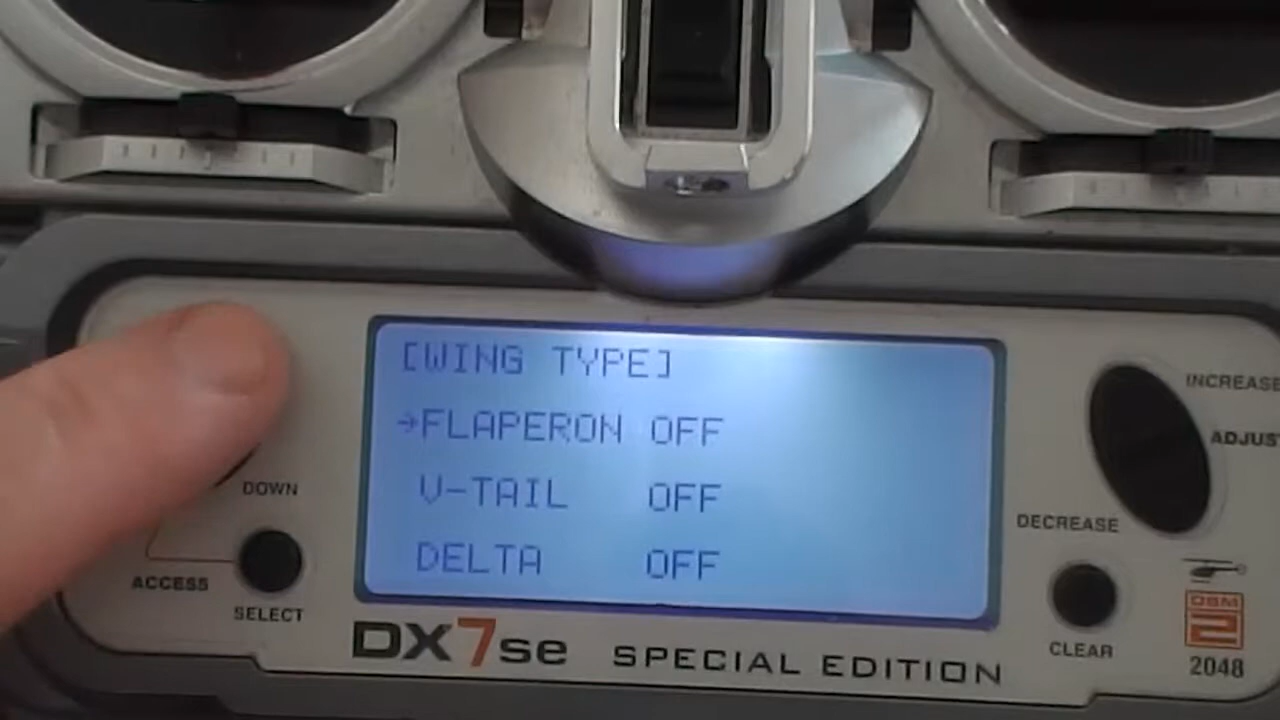 [WING TYPE]
→FLAPERON OFF
V-TAIL OFF
DELTA OFF
DOWN
ACCESS
SELECT
INCREASE
ADJUST
DECREASE
CLEAR
DSM
2
2048
DX7se SPECIAL EDITION